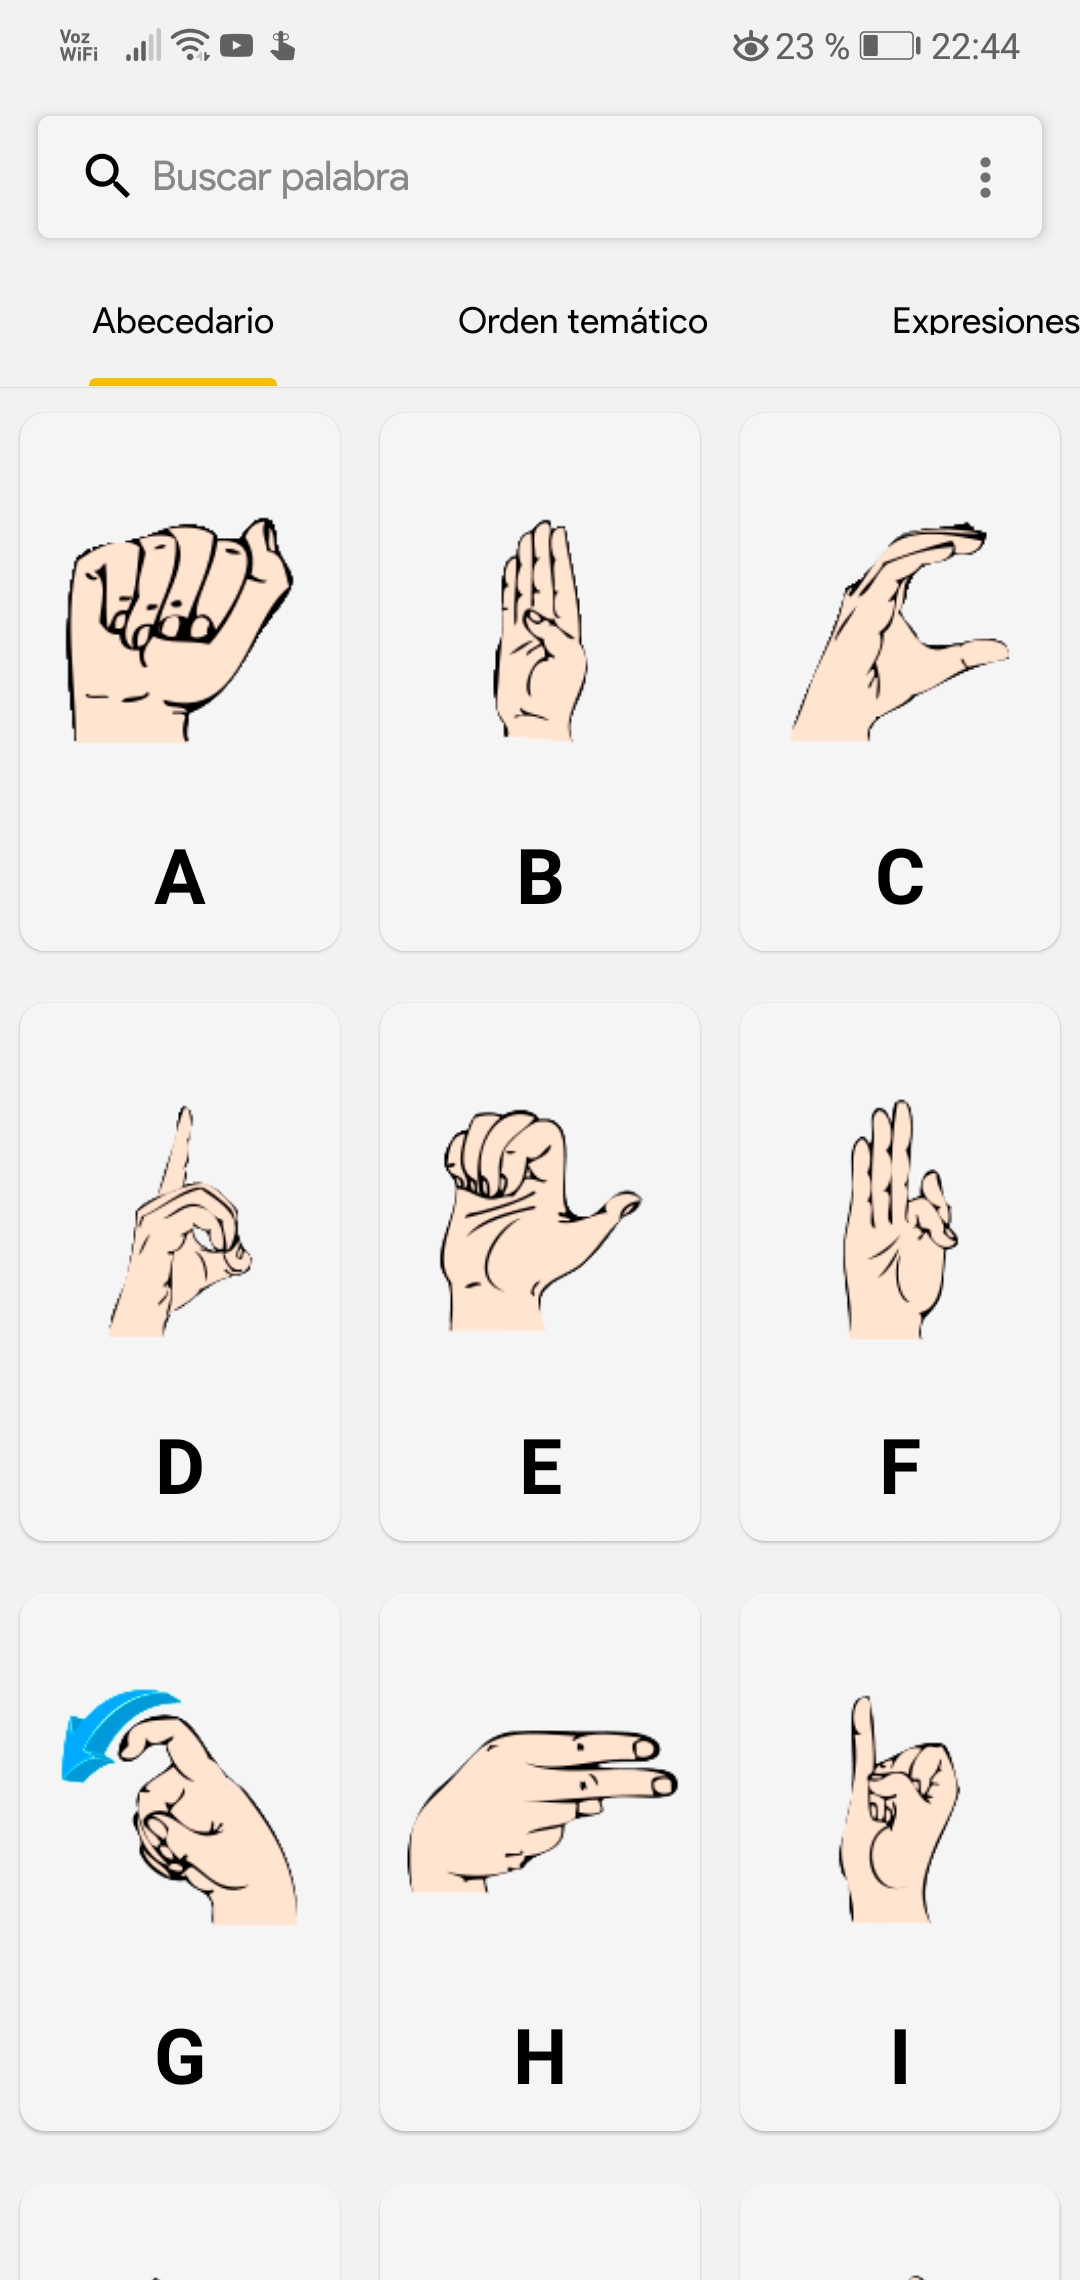 Voz
WiFi
23 %
22:44
Buscar palabra
Abecedario
Orden temático
Expresiones
A
B
C
D
E
F
G
H
I